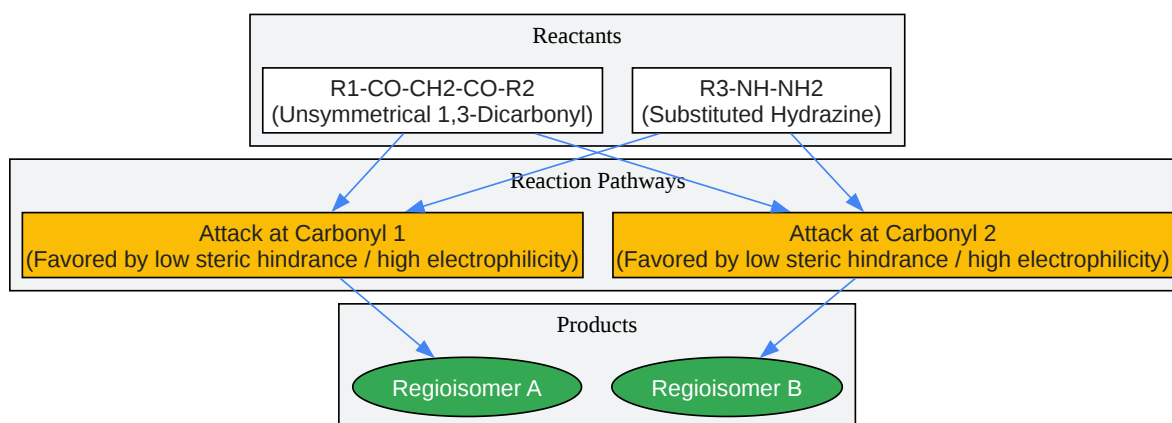 Reactants
R1-CO-CH2-CO-R2
(Unsymmetrical 1,3-Dicarbonyl)
R3-NH-NH2
(Substituted Hydrazine)
Reaction Pathways
Attack at Carbonyl 1
(Favored by low steric hindrance / high electrophilicity)
Attack at Carbonyl 2
(Favored by low steric hindrance / high electrophilicity)
Products
Regioisomer A
Regioisomer B